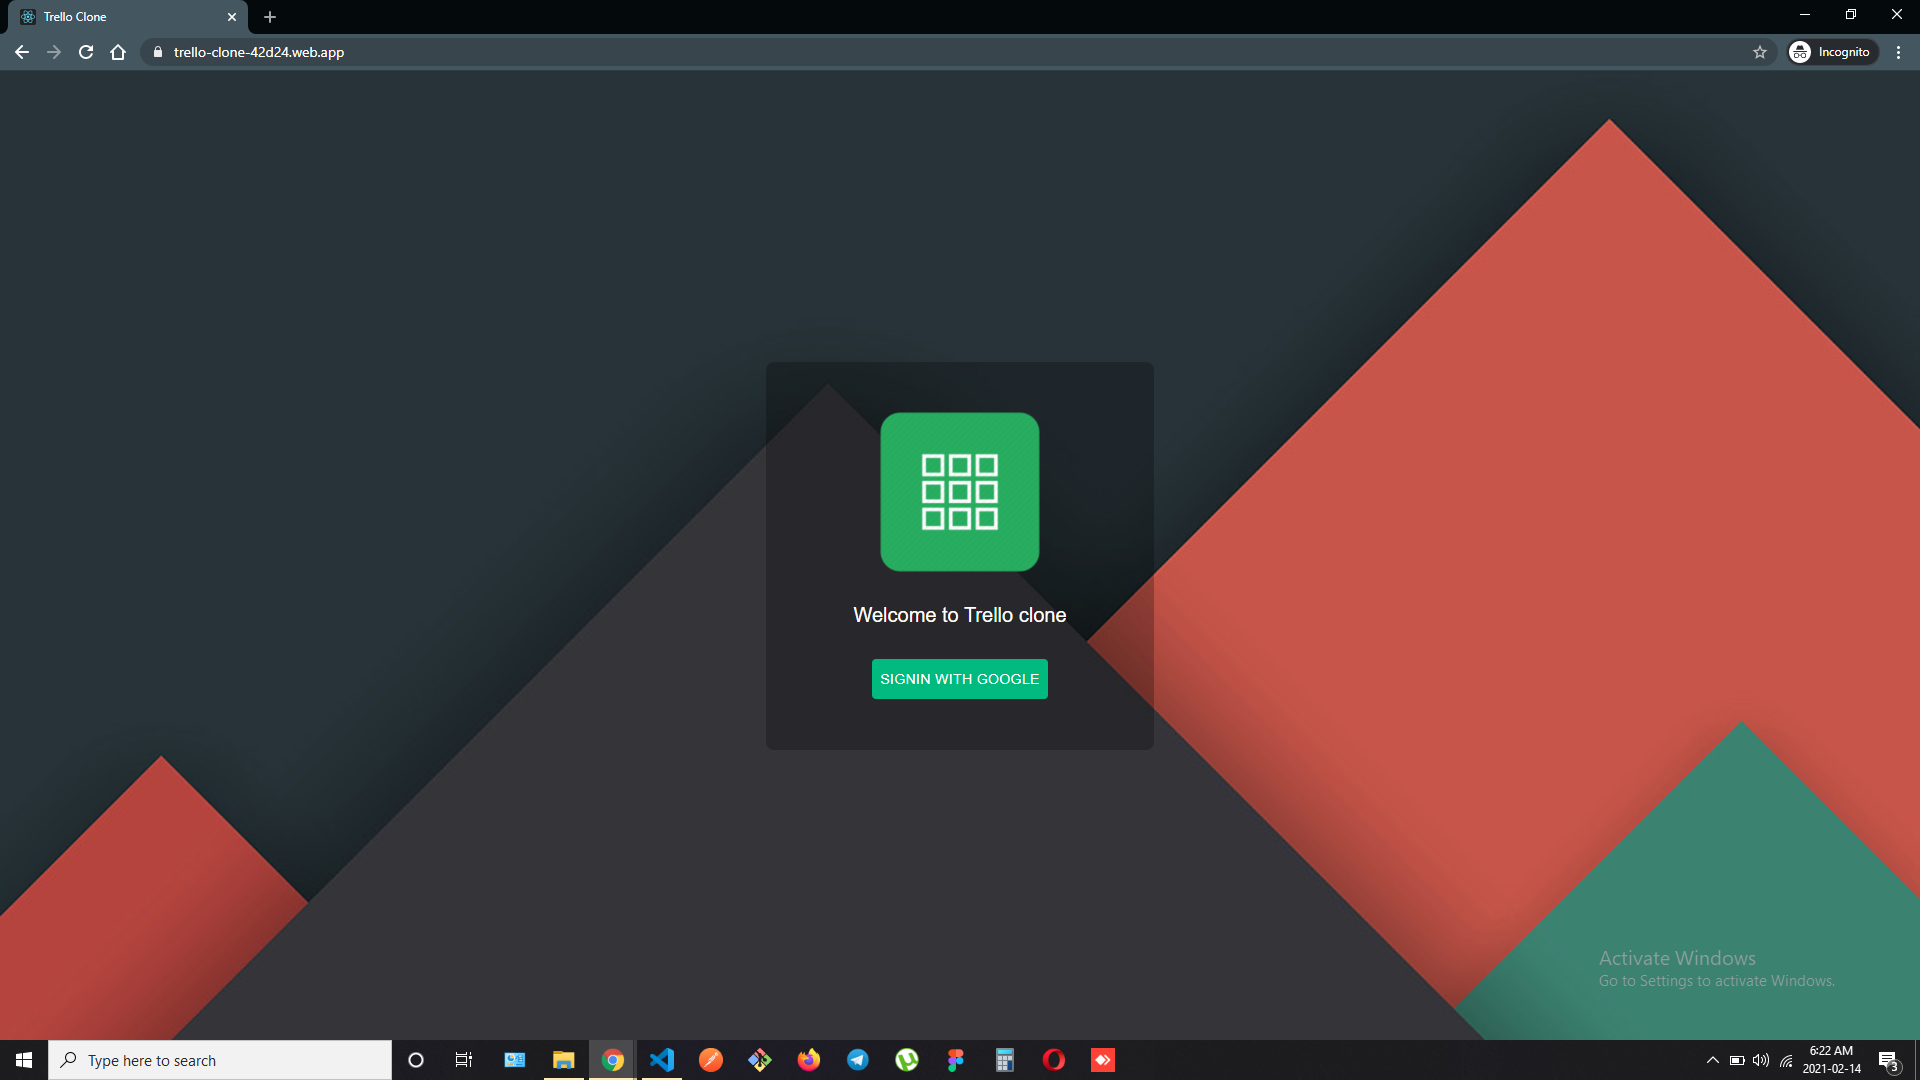 Trello Clone
trello-clone-42d24.web.app
Incognito
Welcome to Trello clone
SIGNIN WITH GOOGLE
Activate Windows
Go to Settings to activate Windows.
Type here to search
6:22 AM
2021-02-14
3